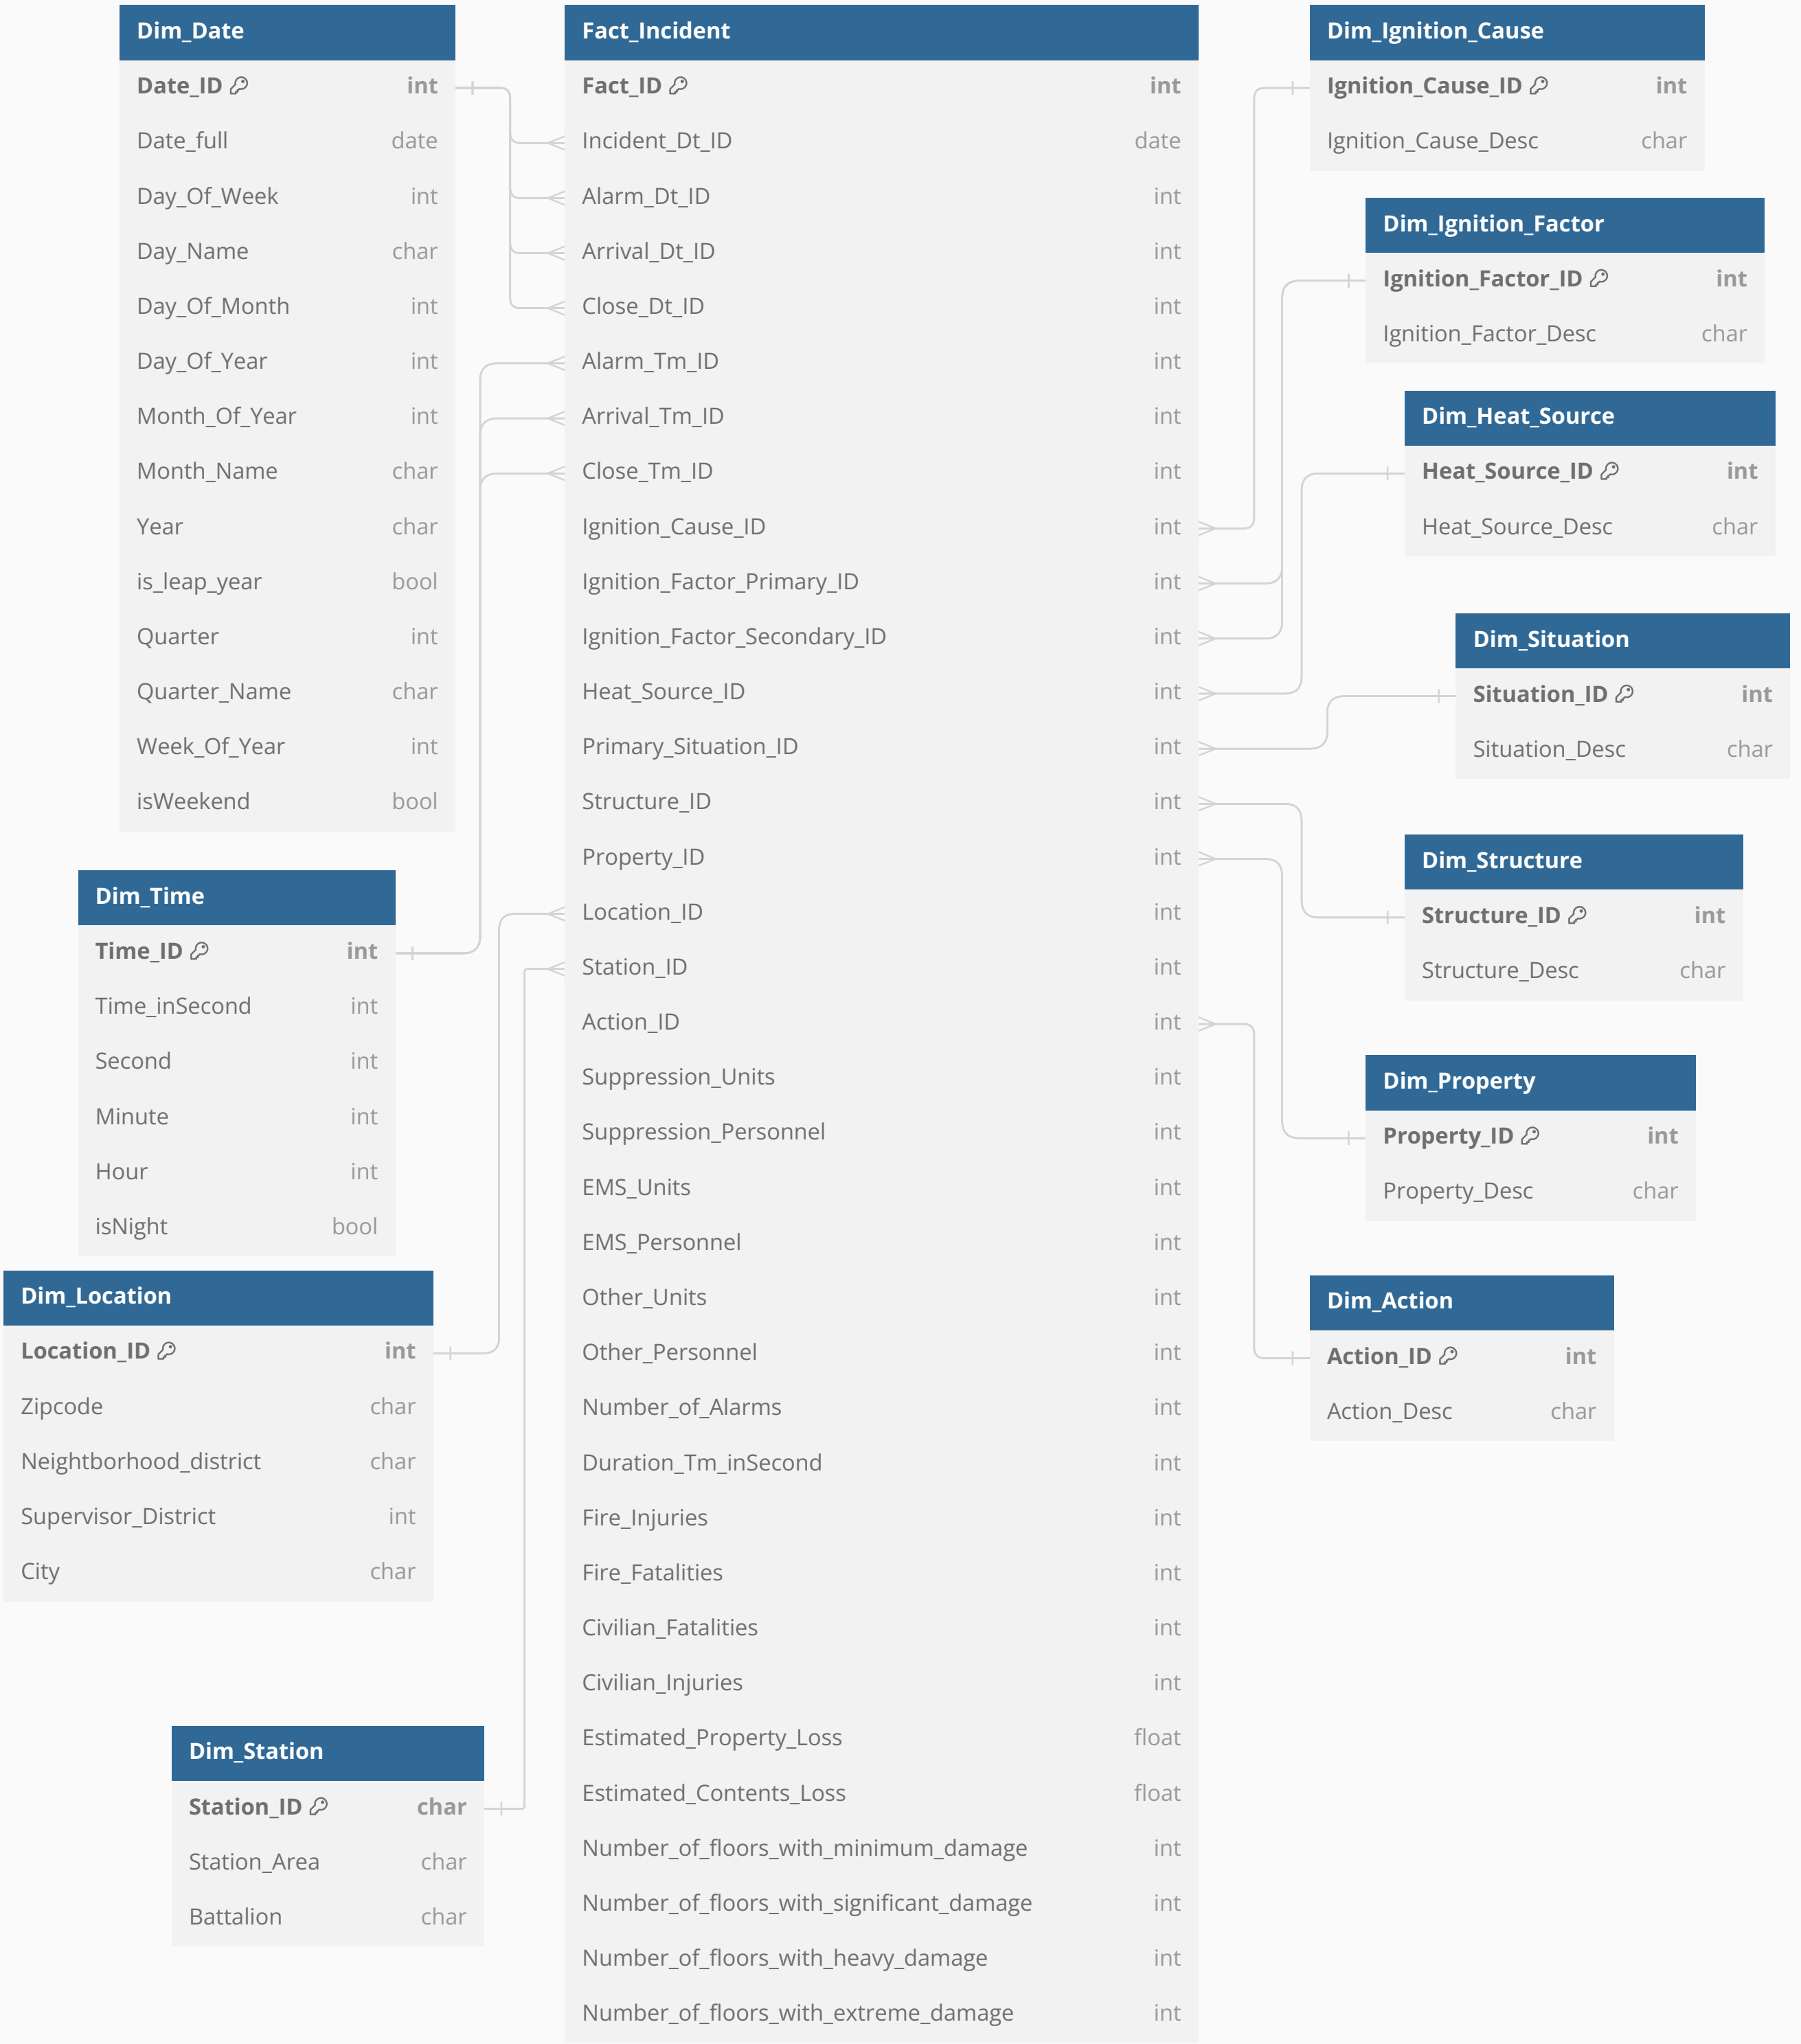 Dim_Date
Date_ID int
Date_full date
Day_Of_Week int
Day_Name char
Day_Of_Month int
Day_Of_Year int
Month_Of_Year int
Month_Name char
Year char
is_leap_year bool
Quarter int
Quarter_Name char
Week_Of_Year int
isWeekend bool
Dim_Time
Time_ID int
Time_inSecond int
Second int
Minute int
Hour int
isNight bool
Dim_Location
Location_ID int
Zipcode char
Neightborhood_district char
Supervisor_District int
City char
Dim_Station
Station_ID char
Station_Area char
Battalion char
Fact_Incident
Fact_ID int
Incident_Dt_ID date
Alarm_Dt_ID int
Arrival_Dt_ID int
Close_Dt_ID int
Alarm_Tm_ID int
Arrival_Tm_ID int
Close_Tm_ID int
Ignition_Cause_ID int
Ignition_Factor_Primary_ID int
Ignition_Factor_Secondary_ID int
Heat_Source_ID int
Primary_Situation_ID int
Structure_ID int
Property_ID int
Location_ID int
Station_ID int
Action_ID int
Suppression_Units int
Suppression_Personnel int
EMS_Units int
EMS_Personnel int
Other_Units int
Other_Personnel int
Number_of_Alarms int
Duration_Tm_inSecond int
Fire_Injuries int
Fire_Fatalities int
Civilian_Fatalities int
Civilian_Injuries int
Estimated_Property_Loss float
Estimated_Contents_Loss float
Number_of_floors_with_minimum_damage int
Number_of_floors_with_significant_damage int
Number_of_floors_with_heavy_damage int
Number_of_floors_with_extreme_damage int
Dim_Ignition_Cause
Ignition_Cause_ID int
Ignition_Cause_Desc char
Dim_Ignition_Factor
Ignition_Factor_ID int
Ignition_Factor_Desc char
Dim_Heat_Source
Heat_Source_ID int
Heat_Source_Desc char
Dim_Situation
Situation_ID int
Situation_Desc char
Dim_Structure
Structure_ID int
Structure_Desc char
Dim_Property
Property_ID int
Property_Desc char
Dim_Action
Action_ID int
Action_Desc char